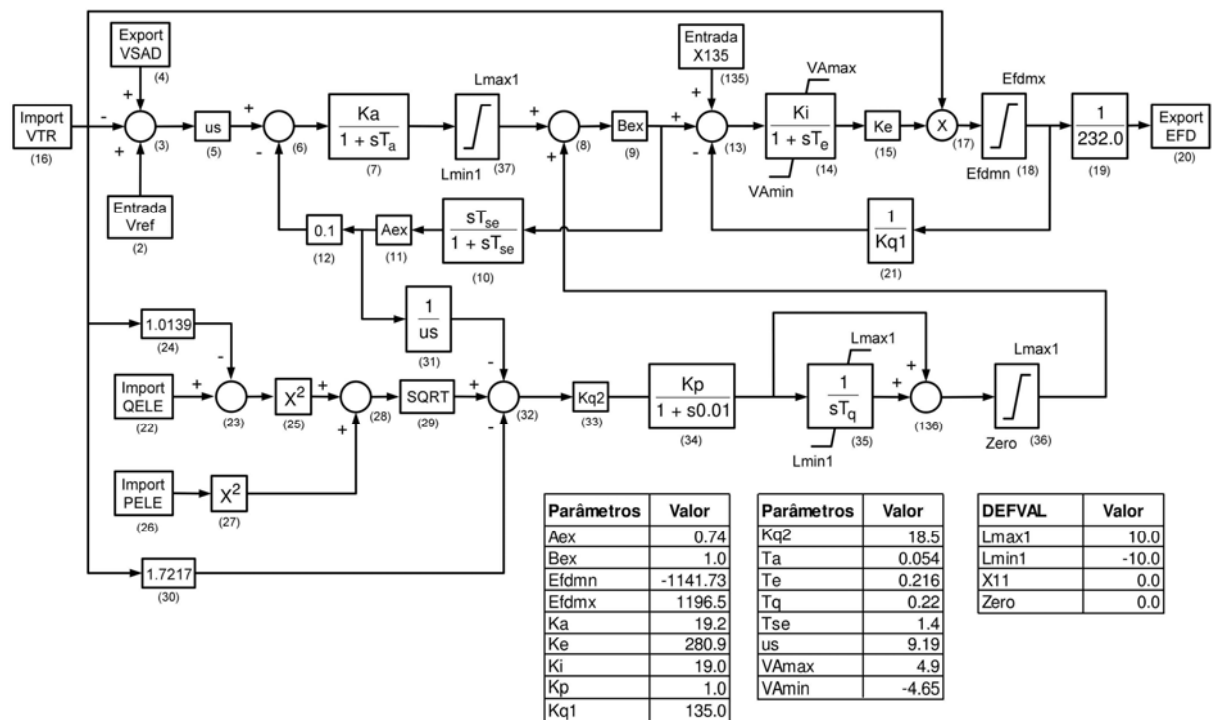 Export
VSAD
(4)
Import
VTR
(16)
- + +
(3)
us
(5)
+ -
(6)
Ka
1 + sTa
(7)
Lmax1
Lmin1
(37)
+ +
(8)
Bex
(9)
Entrada
X135
(135)
+ + -
(13)
VAmax
Ki
1 + sTe
VAmin
(14)
Ke
(15)
X
(17)
Efdmx
Efdmn
(18)
1
232.0
(19)
Export
EFD
(20)
Entrada
Vref
(2)
0.1
(12)
Aex
(11)
sTse
1 + sTse
(10)
1
Kq1
(21)
1
us
(31)
1.0139
(24)
Import
QELE
(22)
+ -
(23)
X2
(25)
+ +
(28)
SQRT
(29)
+ - -
(32)
Kq2
(33)
Kp
1 + s0.01
(34)
Lmax1
1
sTq
Lmin1
(35)
+ +
(136)
Lmax1
Zero
(36)
Import
PELE
(26)
X2
(27)
1.7217
(30)
Parâmetros Valor
Aex 0.74
Bex 1.0
Efdmn -1141.73
Efdmx 1196.5
Ka 19.2
Ke 280.9
Ki 19.0
Kp 1.0
Kq1 135.0
Parâmetros Valor
Kq2 18.5
Ta 0.054
Te 0.216
Tq 0.22
Tse 1.4
us 9.19
VAmax 4.9
VAmin -4.65
DEFVAL Valor
Lmax1 10.0
Lmin1 -10.0
X11 0.0
Zero 0.0